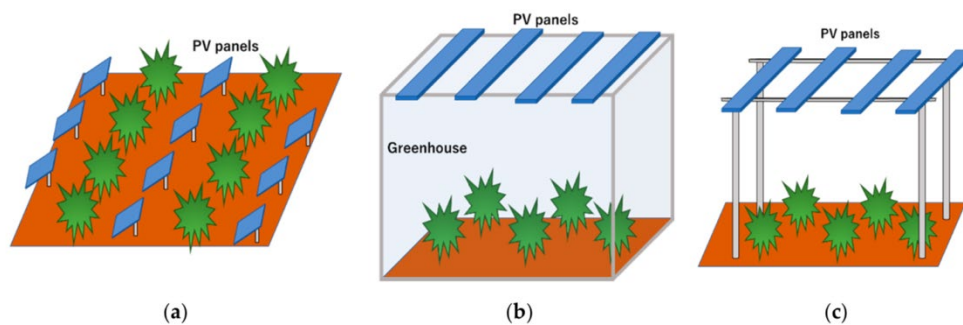 PV panels
PV panels
PV panels
Greenhouse
(a)
(b)
(c)